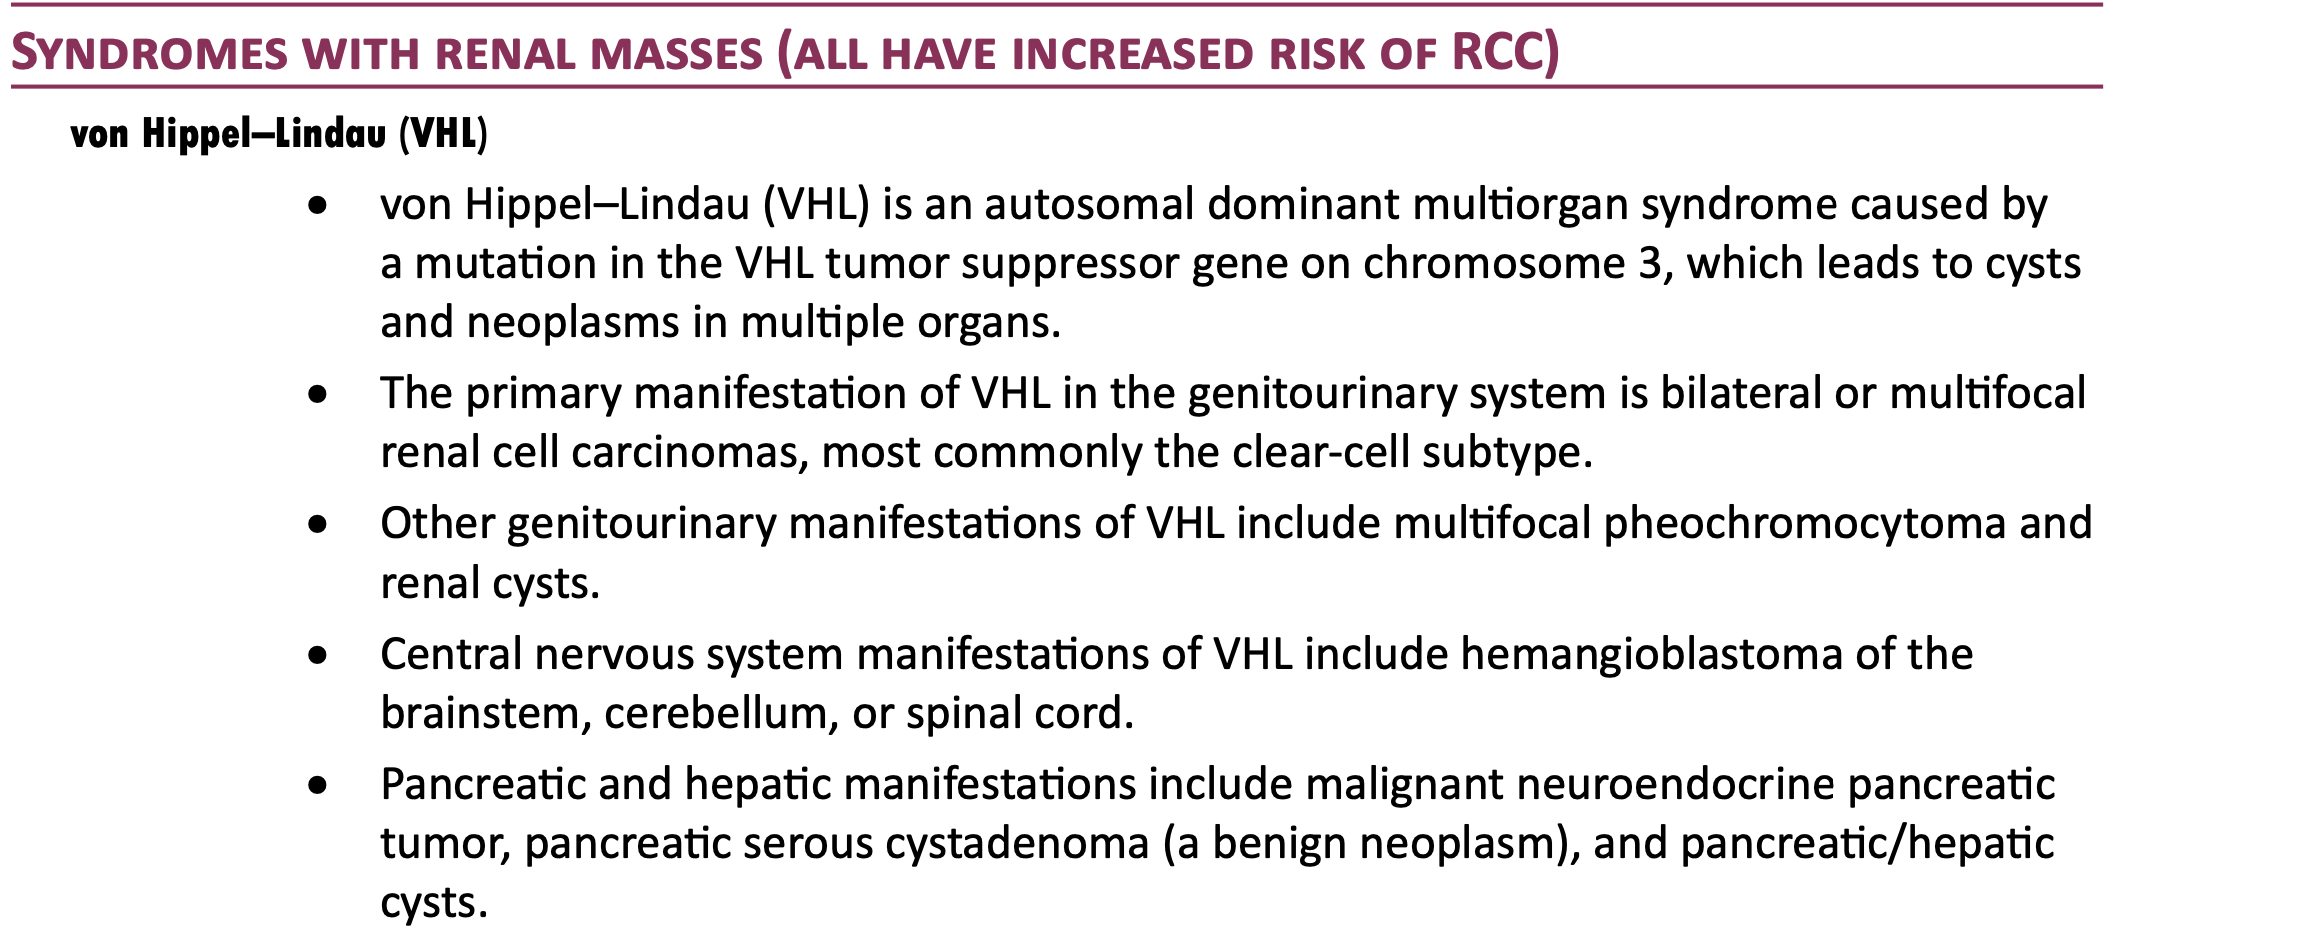 Syndromes with renal masses (all have increased risk of RCC)
von Hippel–Lindau (VHL)
• von Hippel–Lindau (VHL) is an autosomal dominant multiorgan syndrome caused by
a mutation in the VHL tumor suppressor gene on chromosome 3, which leads to cysts
and neoplasms in multiple organs.
• The primary manifestation of VHL in the genitourinary system is bilateral or multifocal
renal cell carcinomas, most commonly the clear-cell subtype.
• Other genitourinary manifestations of VHL include multifocal pheochromocytoma and
renal cysts.
• Central nervous system manifestations of VHL include hemangioblastoma of the
brainstem, cerebellum, or spinal cord.
• Pancreatic and hepatic manifestations include malignant neuroendocrine pancreatic
tumor, pancreatic serous cystadenoma (a benign neoplasm), and pancreatic/hepatic
cysts.